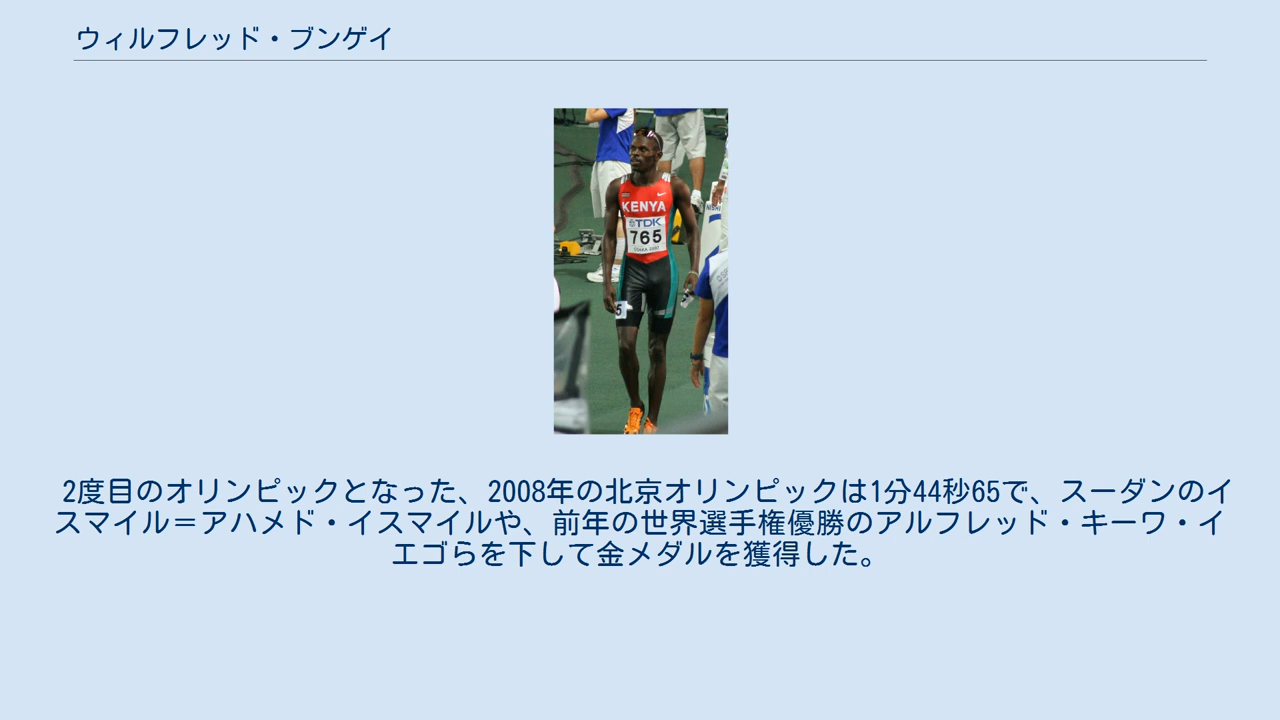 ウィルフレッド・ブンゲイ
KENYA
TDK
765
OSAKA 2007
5
2度目のオリンピックとなった、2008年の北京オリンピックは1分44秒65で、スーダンのイ
スマイル＝アハメド・イスマイルや、前年の世界選手権優勝のアルフレッド・キーワ・イ
エゴらを下して金メダルを獲得した。